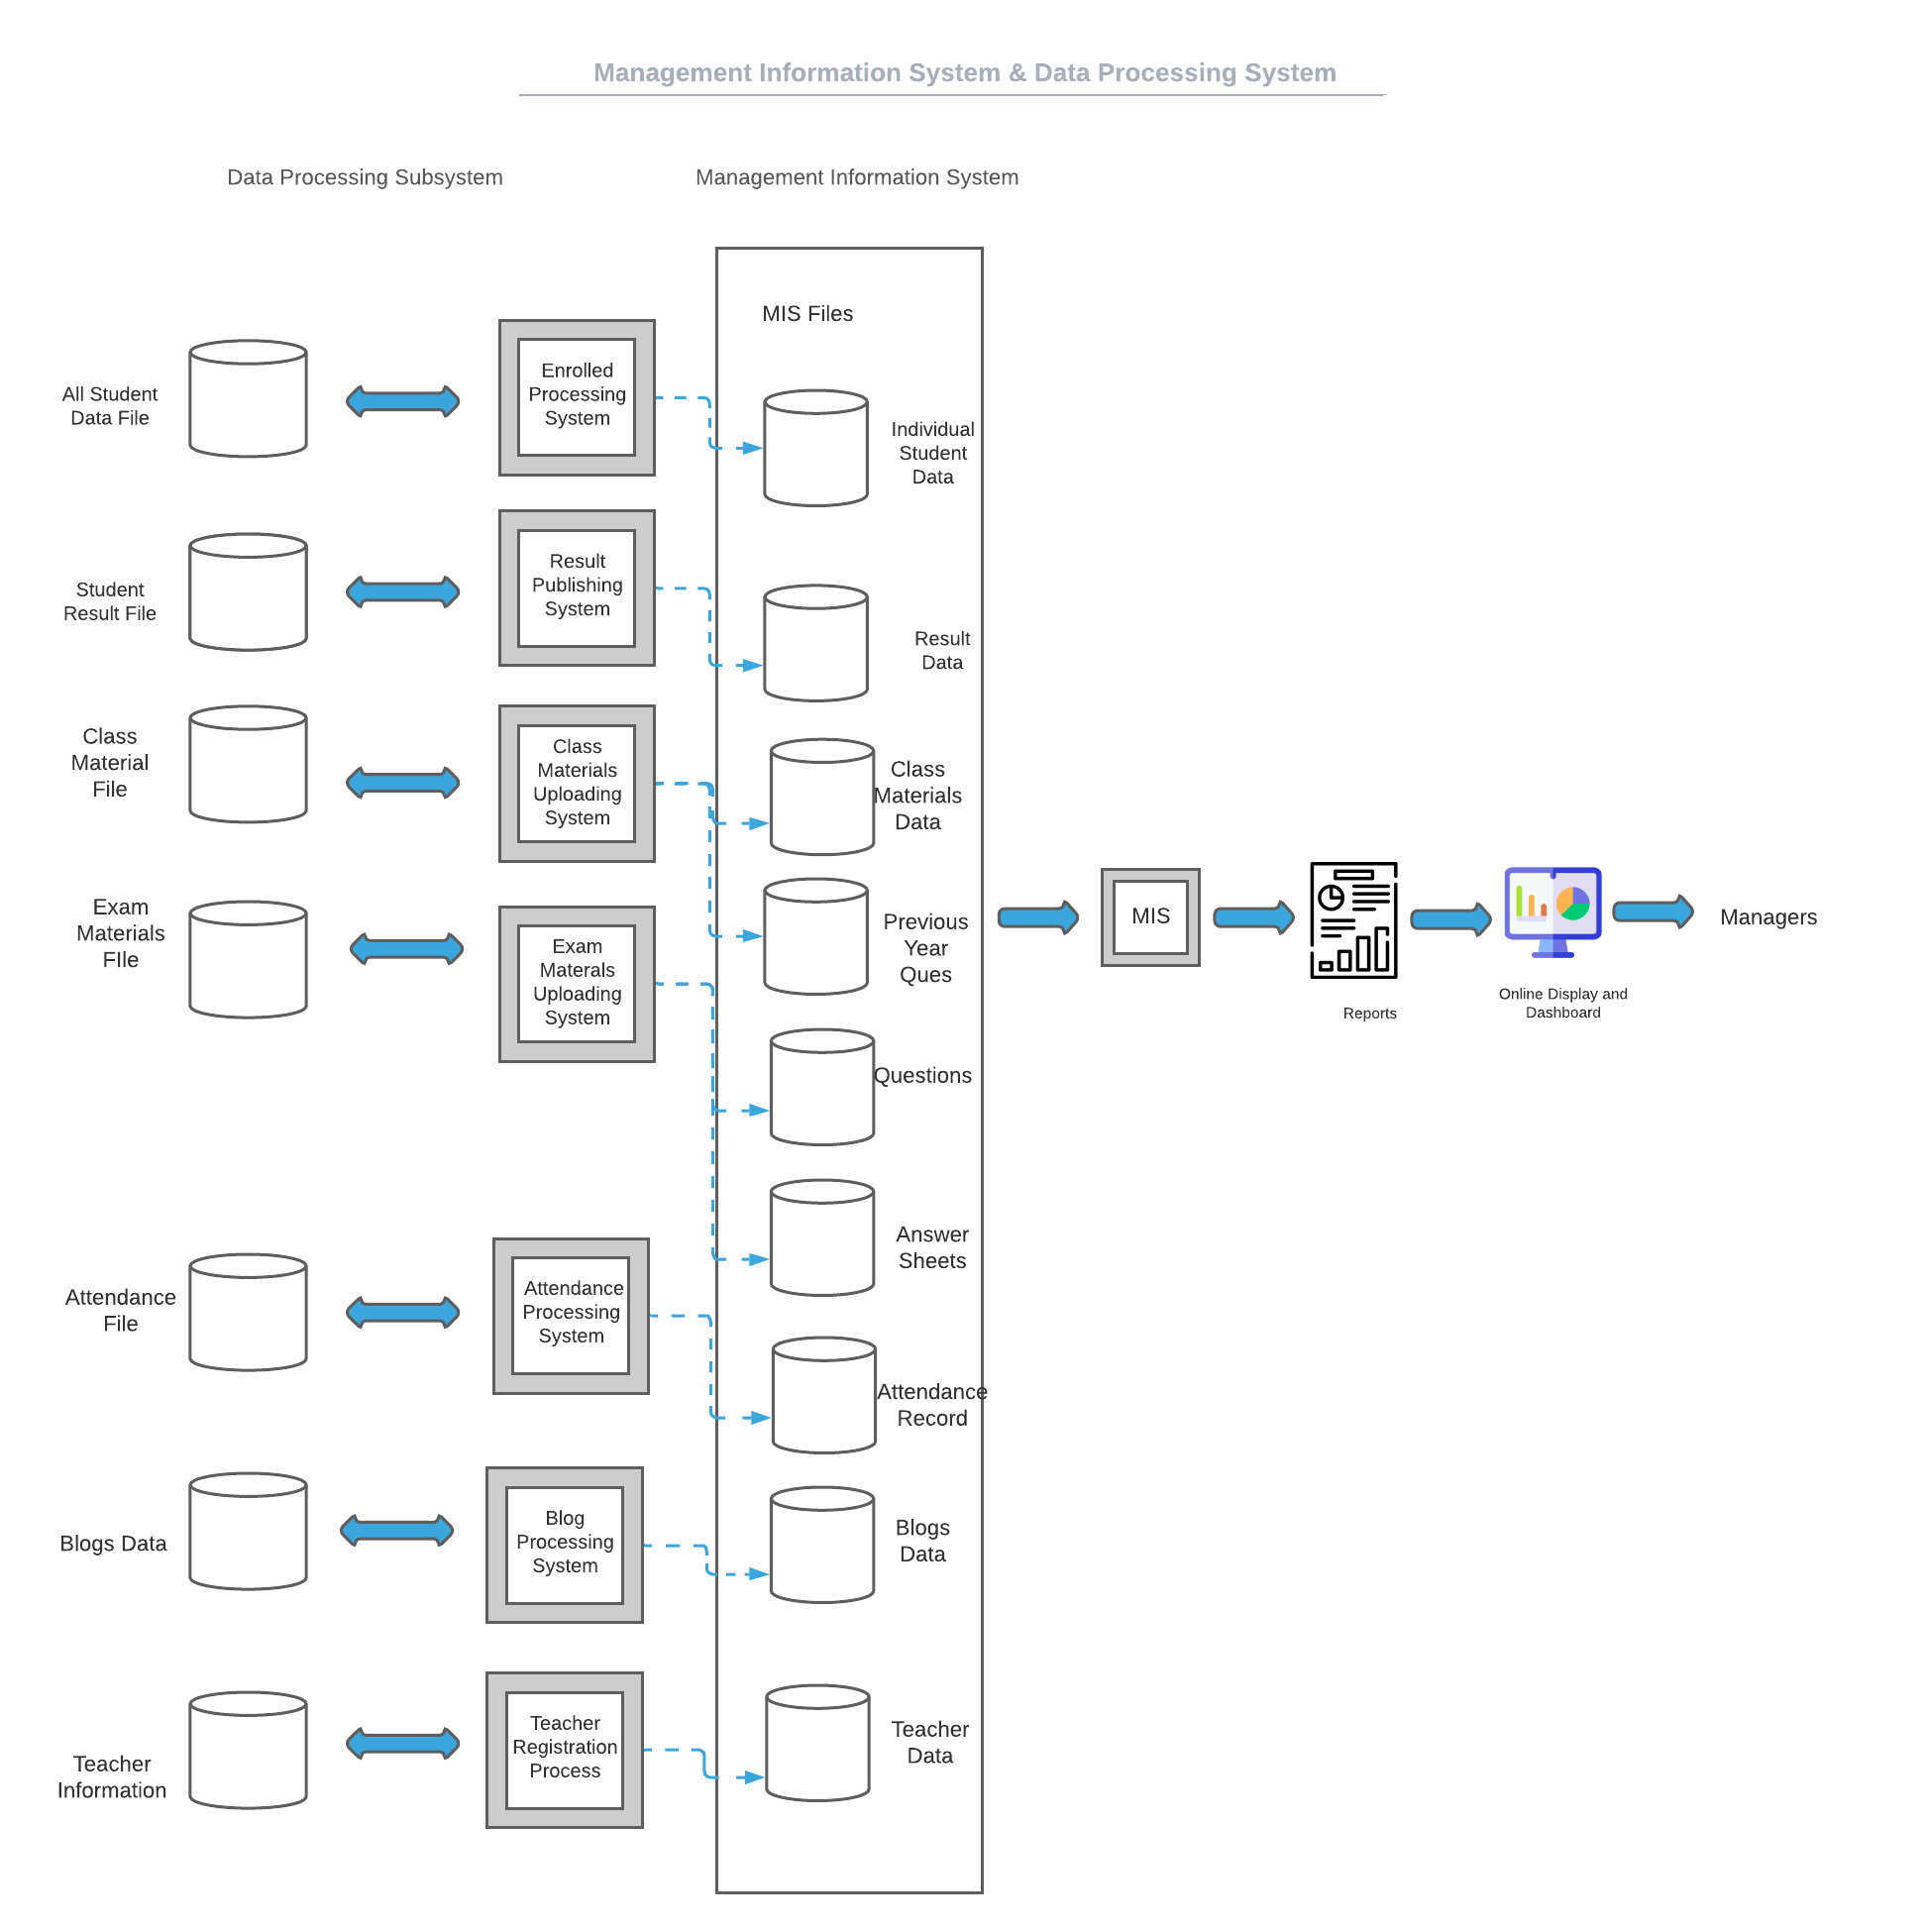 Management Information System & Data Processing System
Data Processing Subsystem
Management Information System
MIS Files
All Student
Data File
Enrolled
Processing
System
Individual
Student
Data
Student
Result File
Result
Publishing
System
Result
Data
Class
Material
File
Class
Materials
Uploading
System
Class
Materials
Data
Exam
Materials
FIle
Exam
Materals
Uploading
System
Previous
Year
Ques
MIS
Reports
Online Display and
Dashboard
Managers
Questions
Answer
Sheets
Attendance
File
Attendance
Processing
System
Attendance
Record
Blogs Data
Blog
Processing
System
Blogs
Data
Teacher
Information
Teacher
Registration
Process
Teacher
Data